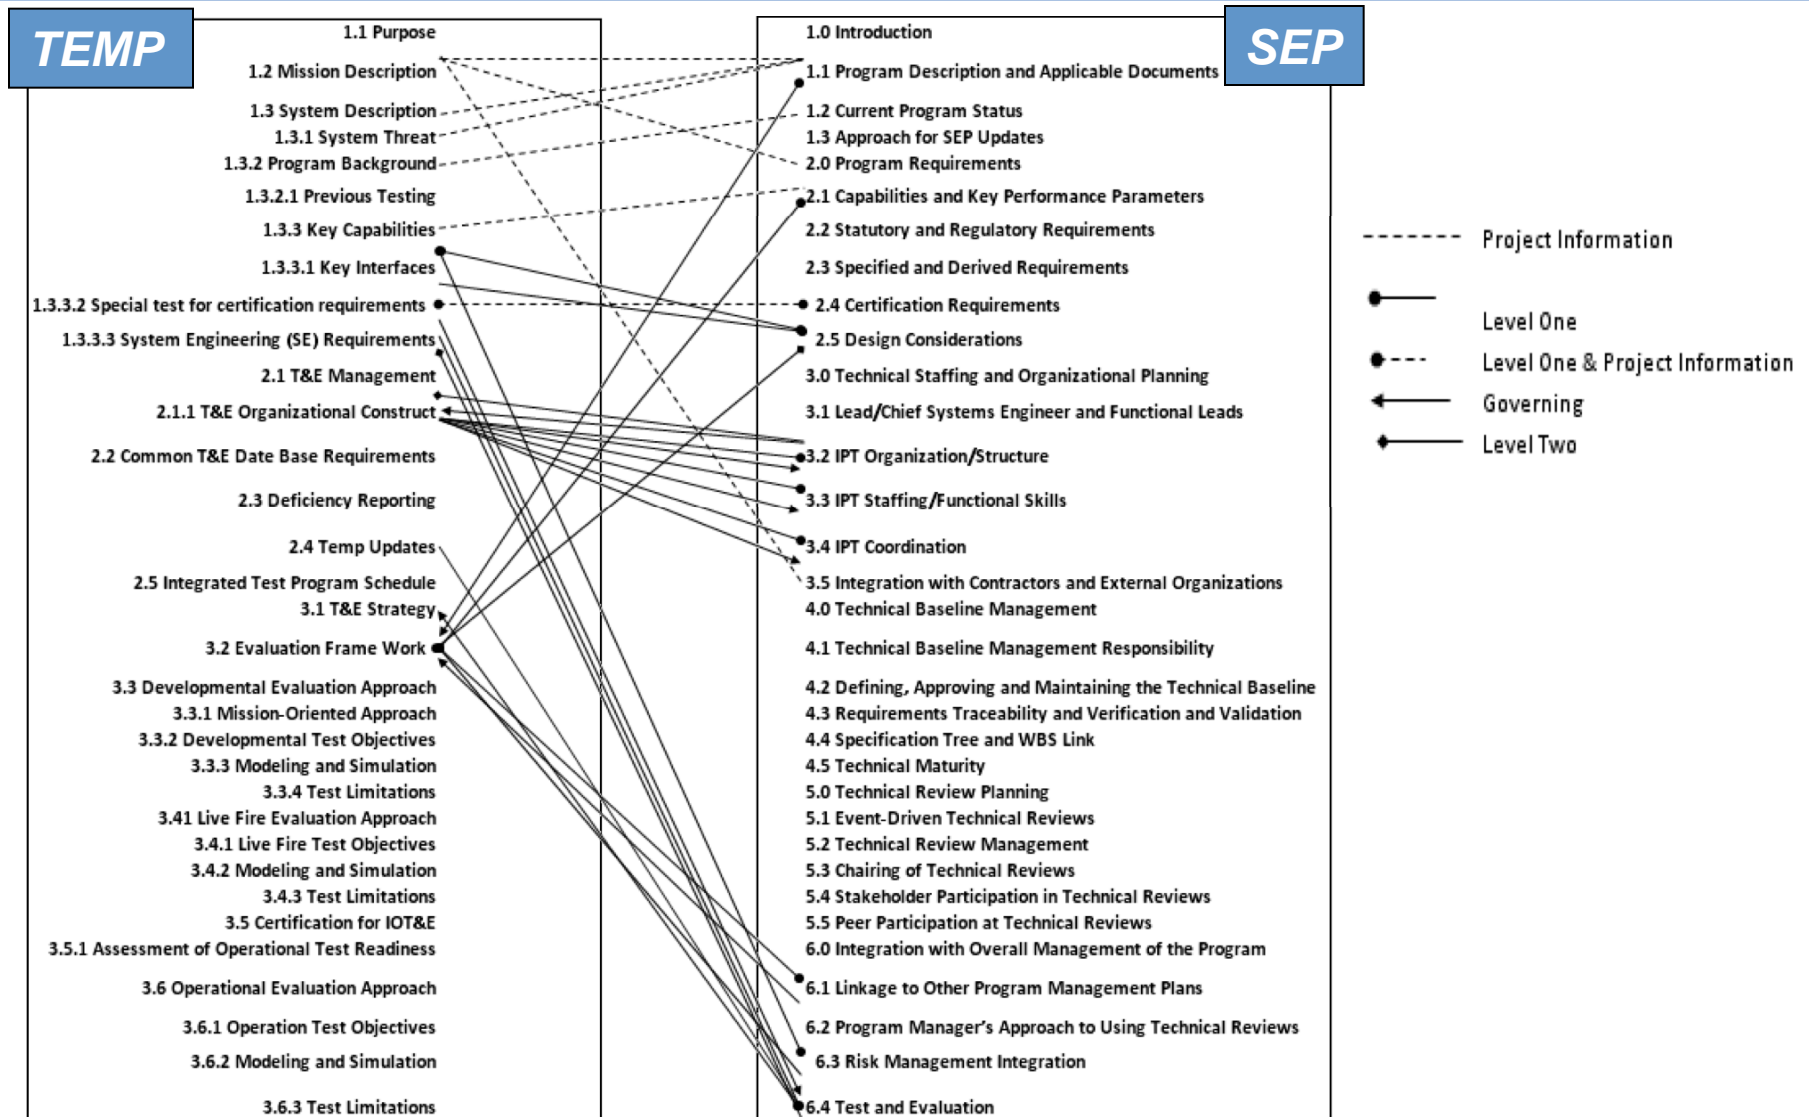 TEMP
1.1 Purpose
1.2 Mission Description
1.3 System Description
1.3.1 System Threat
1.3.2 Program Background
1.3.2.1 Previous Testing
1.3.3 Key Capabilities
1.3.3.1 Key Interfaces
1.3.3.2 Special test for certification requirements
1.3.3.3 System Engineering (SE) Requirements
2.1 T&E Management
2.1.1 T&E Organizational Construct
2.2 Common T&E Date Base Requirements
2.3 Deficiency Reporting
2.4 Temp Updates
2.5 Integrated Test Program Schedule
3.1 T&E Strategy
3.2 Evaluation Frame Work
3.3 Developmental Evaluation Approach
3.3.1 Mission-Oriented Approach
3.3.2 Developmental Test Objectives
3.3.3 Modeling and Simulation
3.3.4 Test Limitations
3.41 Live Fire Evaluation Approach
3.4.1 Live Fire Test Objectives
3.4.2 Modeling and Simulation
3.4.3 Test Limitations
3.5 Certification for IOT&E
3.5.1 Assessment of Operational Test Readiness
3.6 Operational Evaluation Approach
3.6.1 Operation Test Objectives
3.6.2 Modeling and Simulation
3.6.3 Test Limitations
SEP
1.0 Introduction
1.1 Program Description and Applicable Documents
1.2 Current Program Status
1.3 Approach for SEP Updates
2.0 Program Requirements
2.1 Capabilities and Key Performance Parameters
2.2 Statutory and Regulatory Requirements
2.3 Specified and Derived Requirements
2.4 Certification Requirements
2.5 Design Considerations
3.0 Technical Staffing and Organizational Planning
3.1 Lead/Chief Systems Engineer and Functional Leads
3.2 IPT Organization/Structure
3.3 IPT Staffing/Functional Skills
3.4 IPT Coordination
3.5 Integration with Contractors and External Organizations
4.0 Technical Baseline Management
4.1 Technical Baseline Management Responsibility
4.2 Defining, Approving and Maintaining the Technical Baseline
4.3 Requirements Traceability and Verification and Validation
4.4 Specification Tree and WBS Link
4.5 Technical Maturity
5.0 Technical Review Planning
5.1 Event-Driven Technical Reviews
5.2 Technical Review Management
5.3 Chairing of Technical Reviews
5.4 Stakeholder Participation in Technical Reviews
5.5 Peer Participation at Technical Reviews
6.0 Integration with Overall Management of the Program
6.1 Linkage to Other Program Management Plans
6.2 Program Manager's Approach to Using Technical Reviews
6.3 Risk Management Integration
6.4 Test and Evaluation
Project Information
Level One
Level One & Project Information
Governing
Level Two